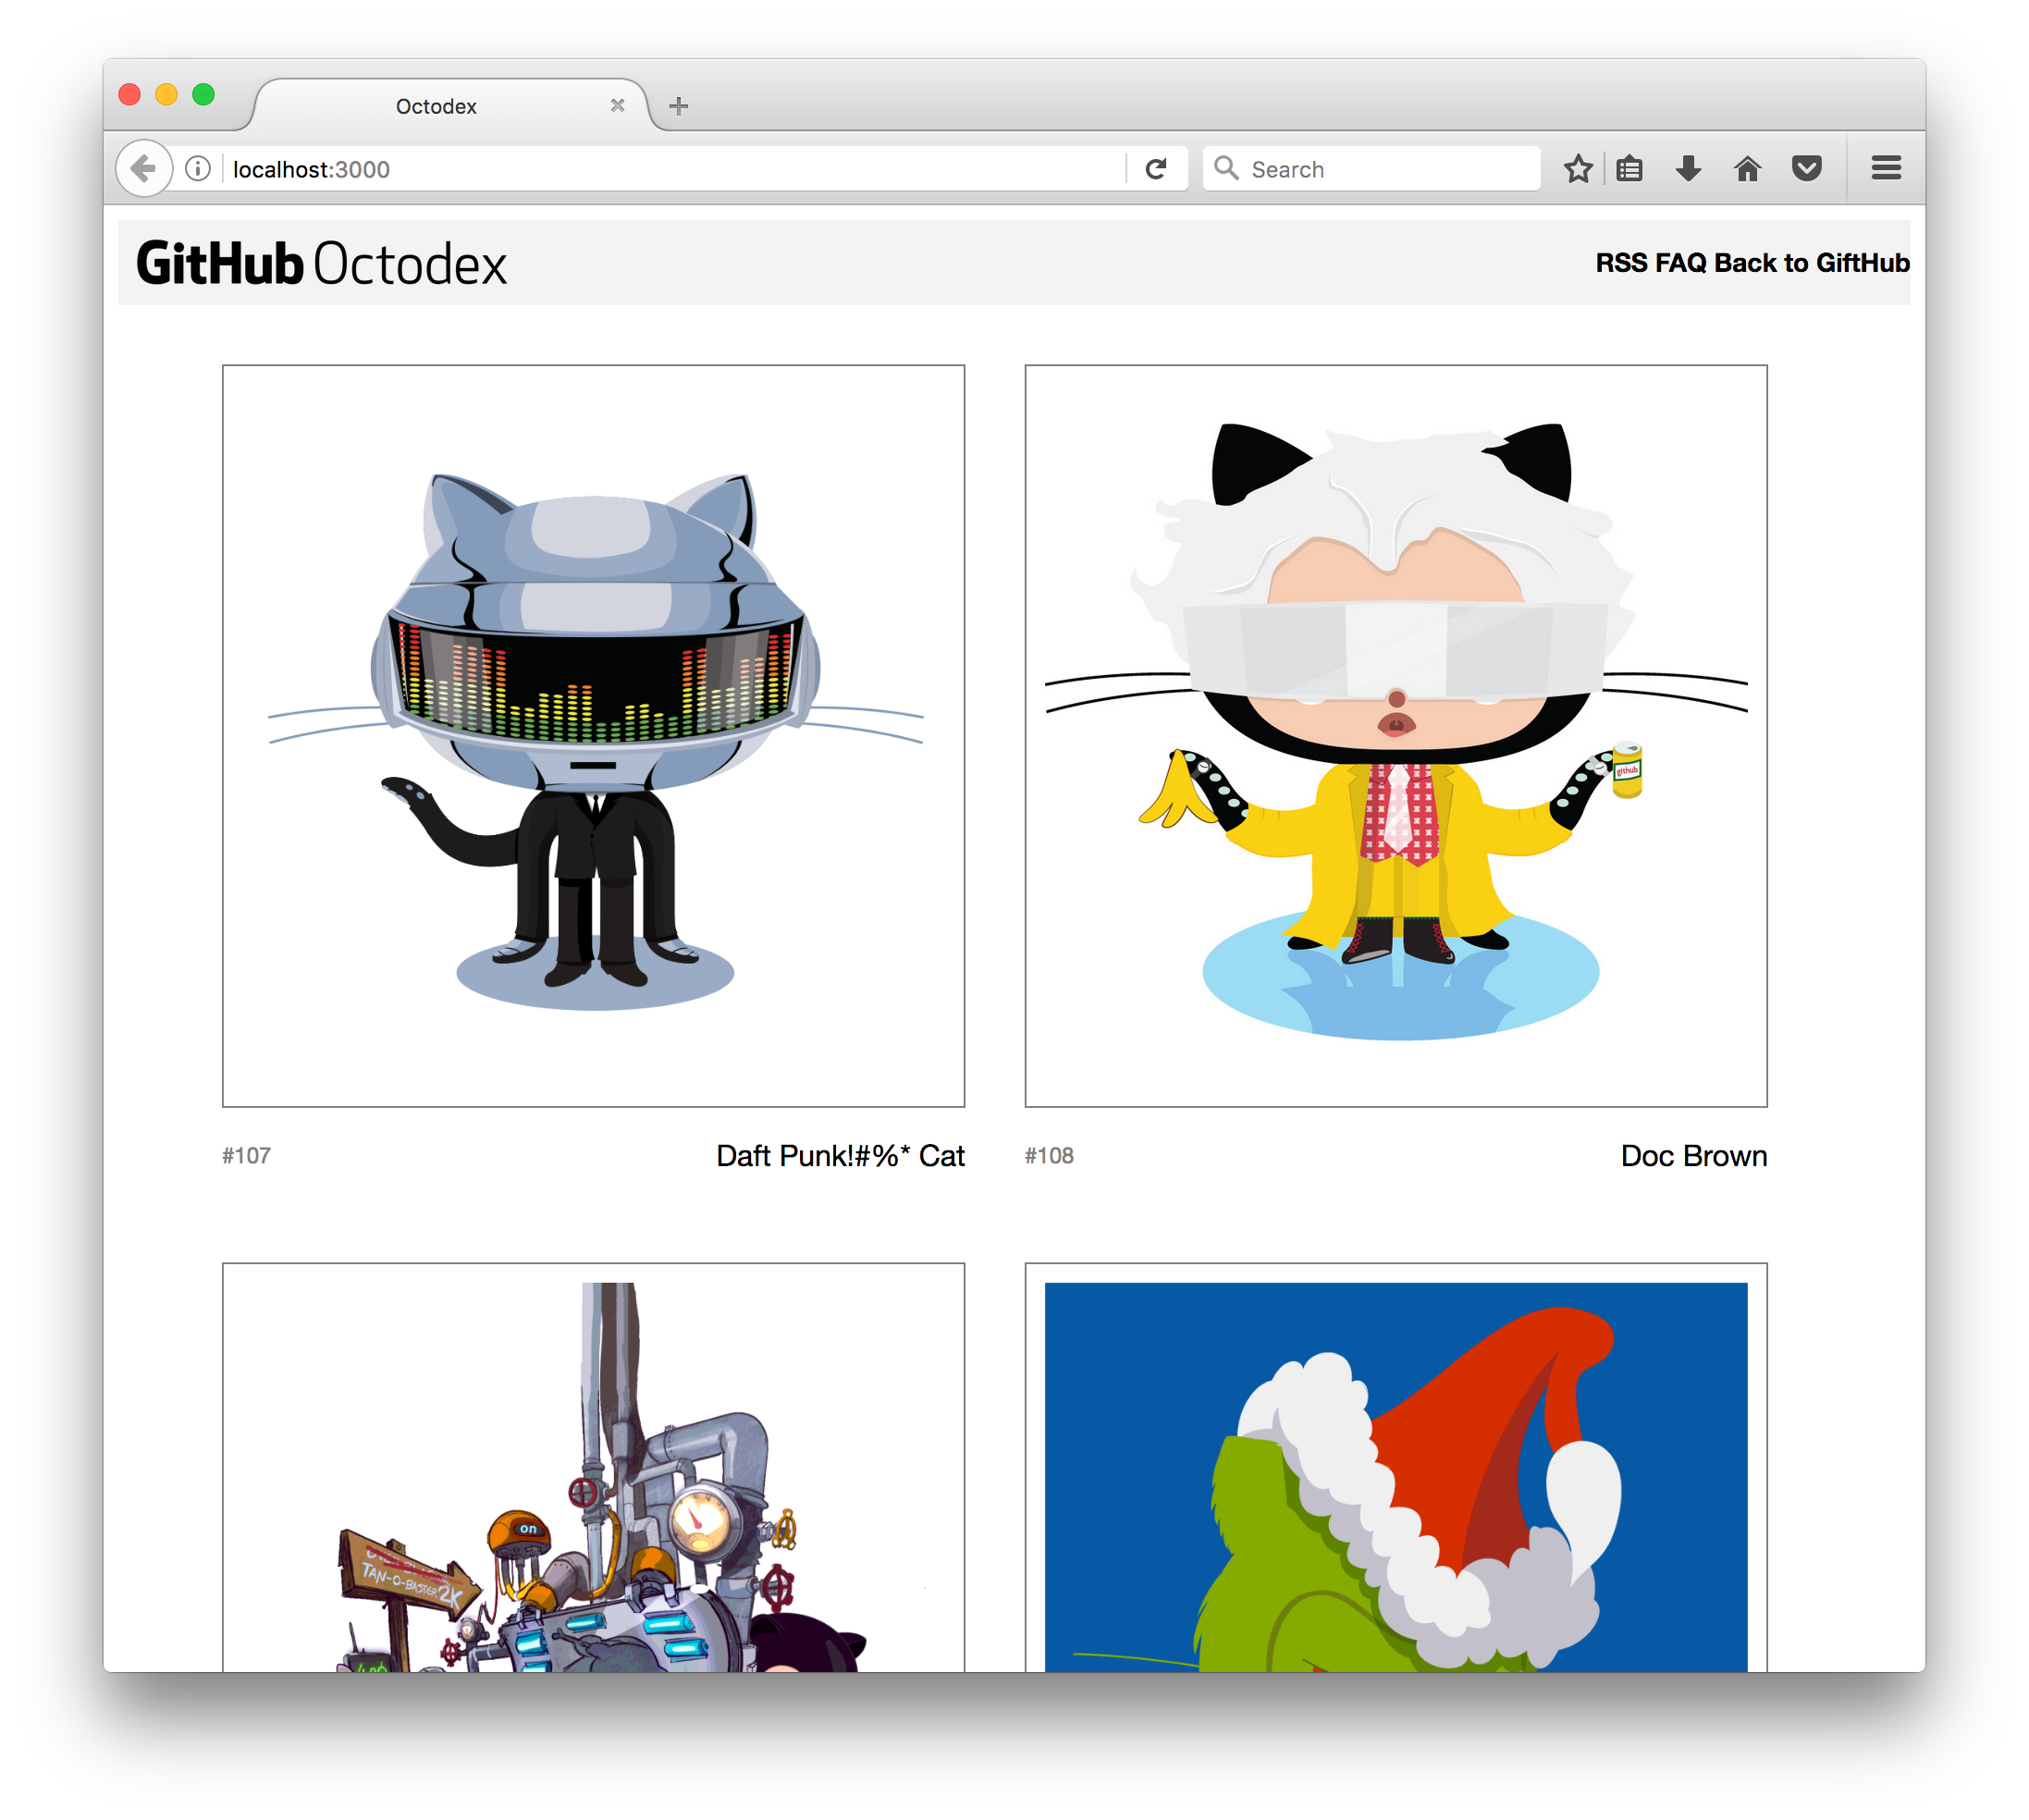 Octodex
localhost:3000
Search
GitHub Octodex
RSS FAQ Back to GiftHub
github
#107
Daft Punk!#%* Cat
#108
Doc Brown
on
TAN-O-BASTER 2K